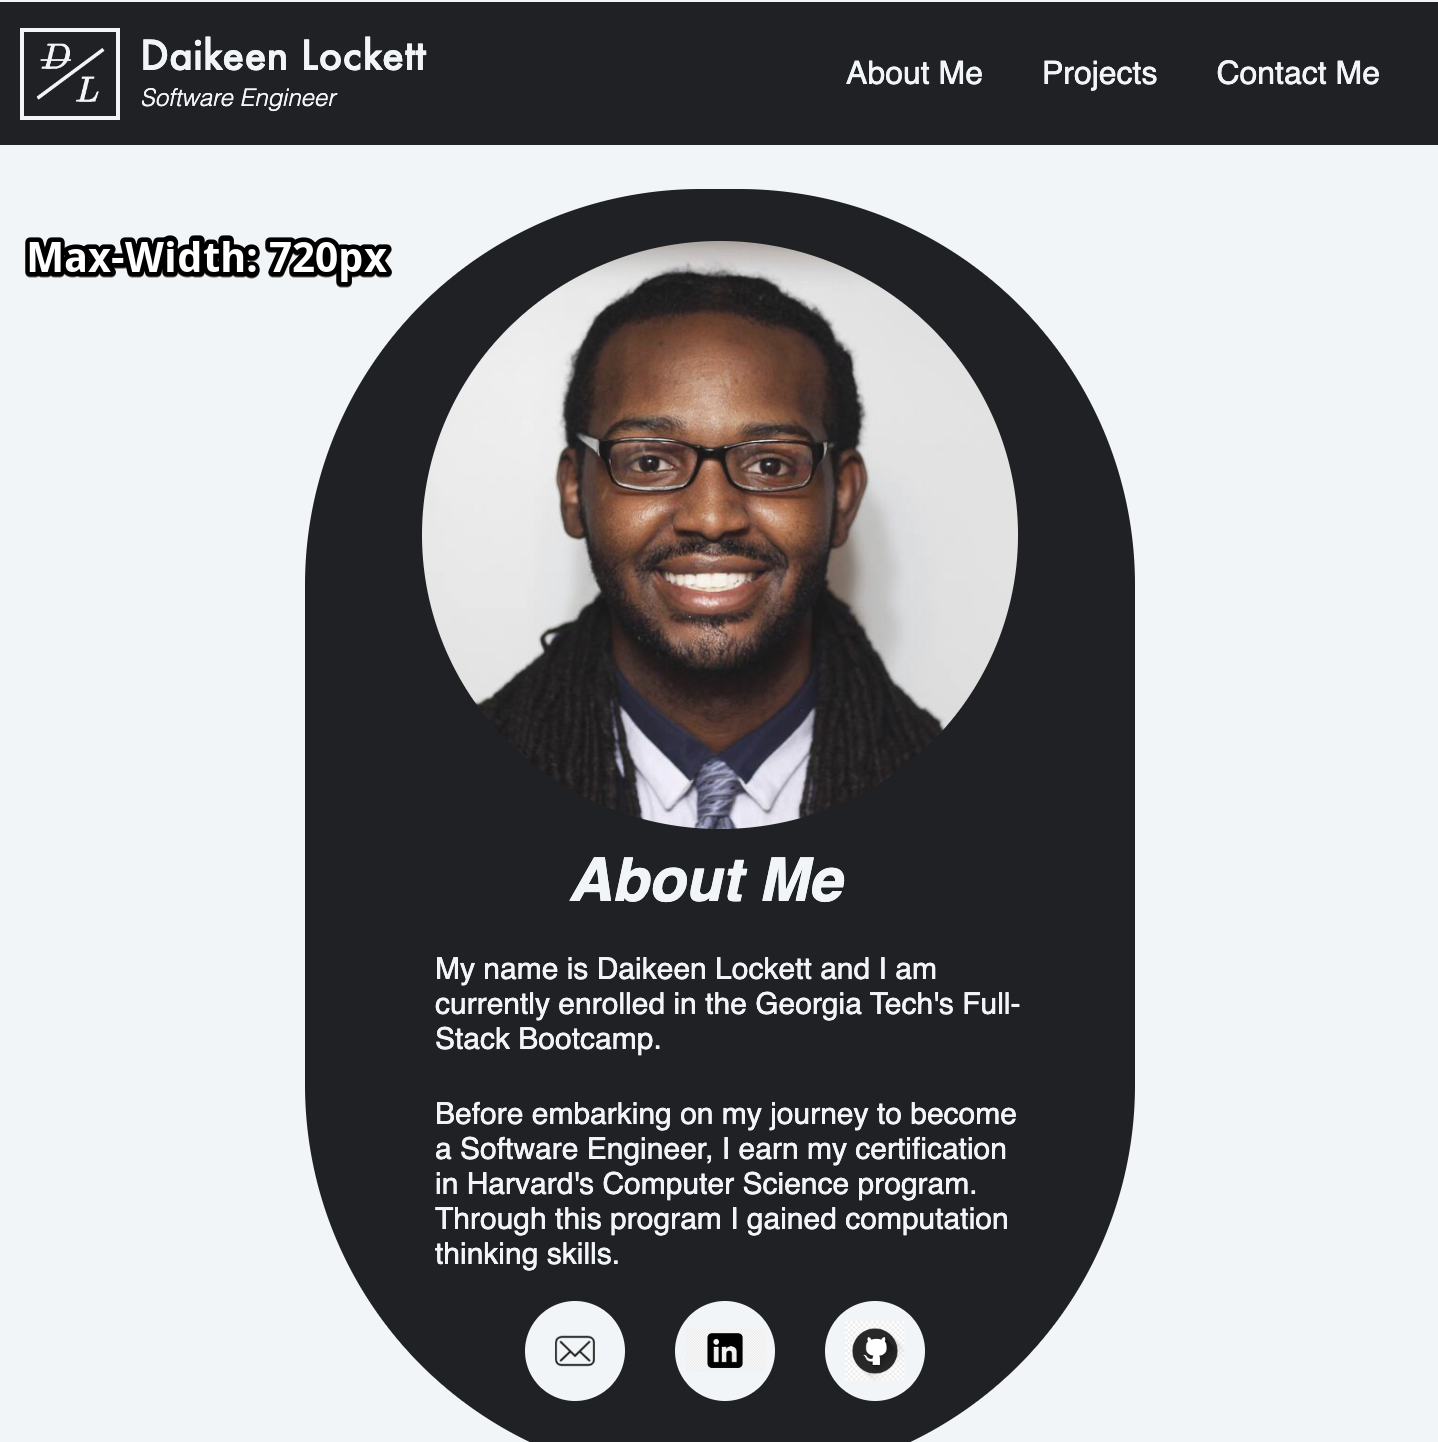 D
L
Daikeen Lockett
Software Engineer
About Me
Projects
Contact Me
Max-Width: 720px
About Me
My name is Daikeen Lockett and I am
currently enrolled in the Georgia Tech's Full-
Stack Bootcamp.
Before embarking on my journey to become
a Software Engineer, I earn my certification
in Harvard's Computer Science program.
Through this program I gained computation
thinking skills.
in